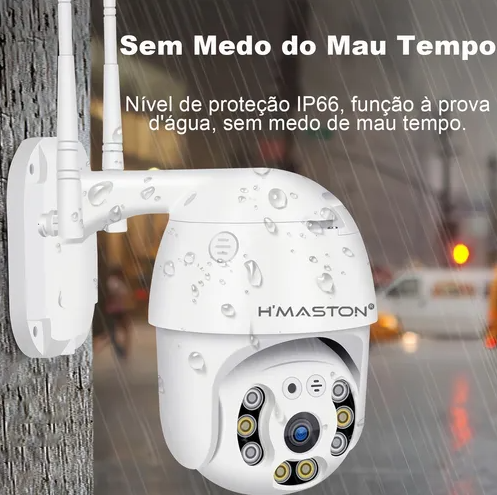 Sem Medo do Mau Tempo
Nível de proteção IP66, função à prova
d'água, sem medo de mau tempo.
H'MASTON®